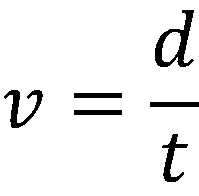 v = d/t